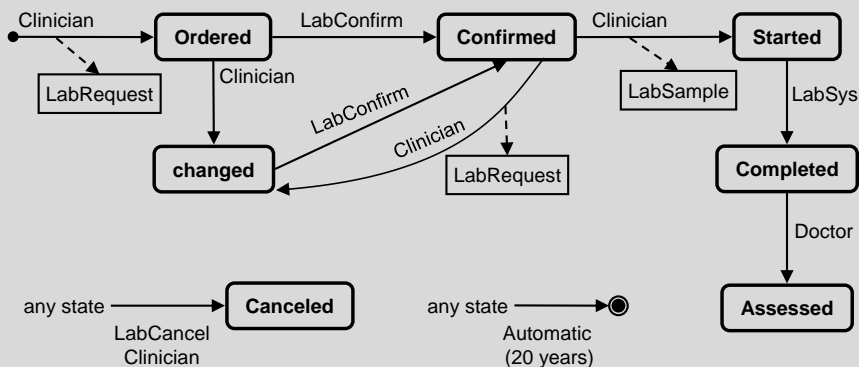 Clinician
Ordered
LabConfirm
Confirmed
Clinician
Started
LabRequest
Clinician
LabConfirm
Clinician
LabSample
LabSys
changed
LabRequest
Completed
Doctor
any state
Canceled
LabCancel
Clinician
any state
Automatic
(20 years)
Assessed